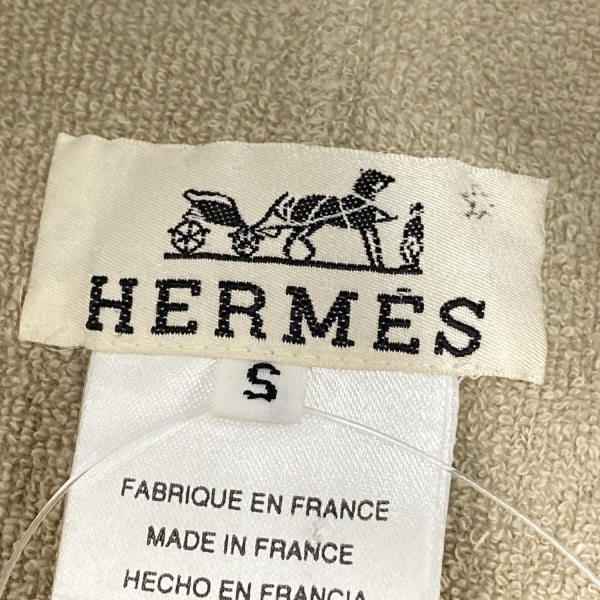 HERMÈS
S
FABRIQUE EN FRANCE
MADE IN FRANCE
HECHO EN FRANCIA